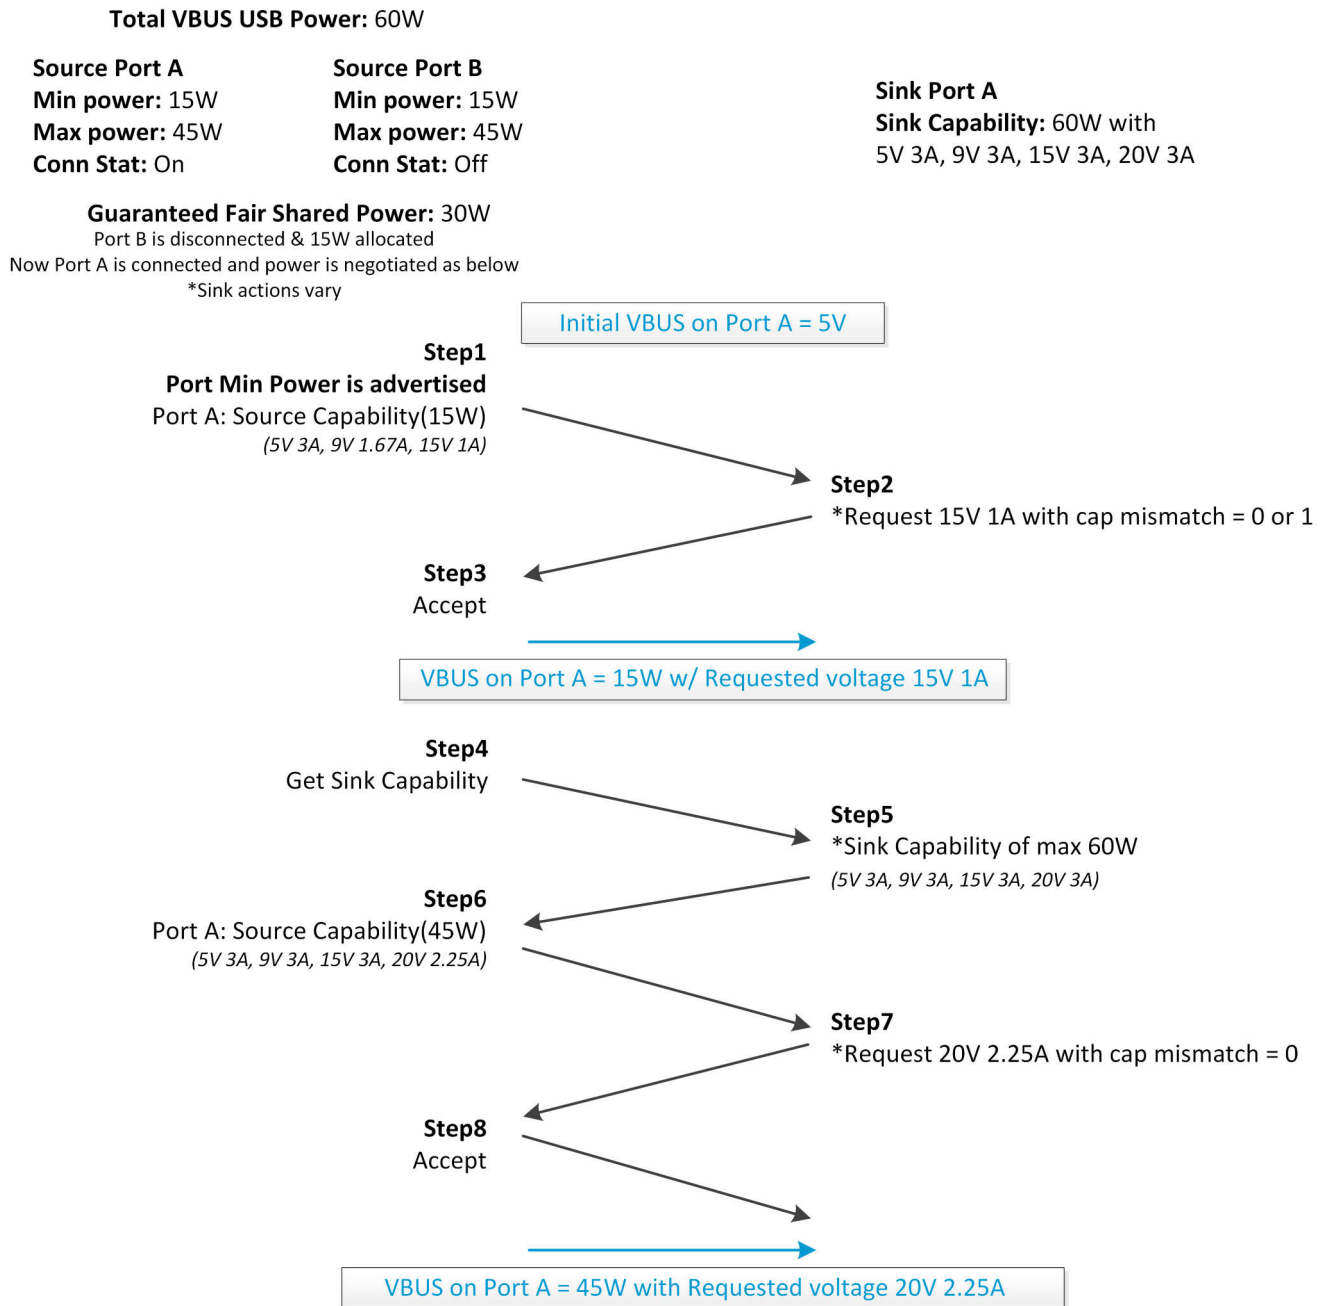 Total VBUS USB Power: 60W
Source Port A
Min power: 15W
Max power: 45W
Conn Stat: On
Source Port B
Min power: 15W
Max power: 45W
Conn Stat: Off
Sink Port A
Sink Capability: 60W with
5V 3A, 9V 3A, 15V 3A, 20V 3A
Guaranteed Fair Shared Power: 30W
Port B is disconnected & 15W allocated
Now Port A is connected and power is negotiated as below
*Sink actions vary
Initial VBUS on Port A = 5V
Step1
Port Min Power is advertised
Port A: Source Capability(15W)
(5V 3A, 9V 1.67A, 15V 1A)
Step2
*Request 15V 1A with cap mismatch = 0 or 1
Step3
Accept
VBUS on Port A = 15W w/ Requested voltage 15V 1A
Step4
Get Sink Capability
Step5
*Sink Capability of max 60W
(5V 3A, 9V 3A, 15V 3A, 20V 3A)
Step6
Port A: Source Capability(45W)
(5V 3A, 9V 3A, 15V 3A, 20V 2.25A)
Step7
*Request 20V 2.25A with cap mismatch = 0
Step8
Accept
VBUS on Port A = 45W with Requested voltage 20V 2.25A